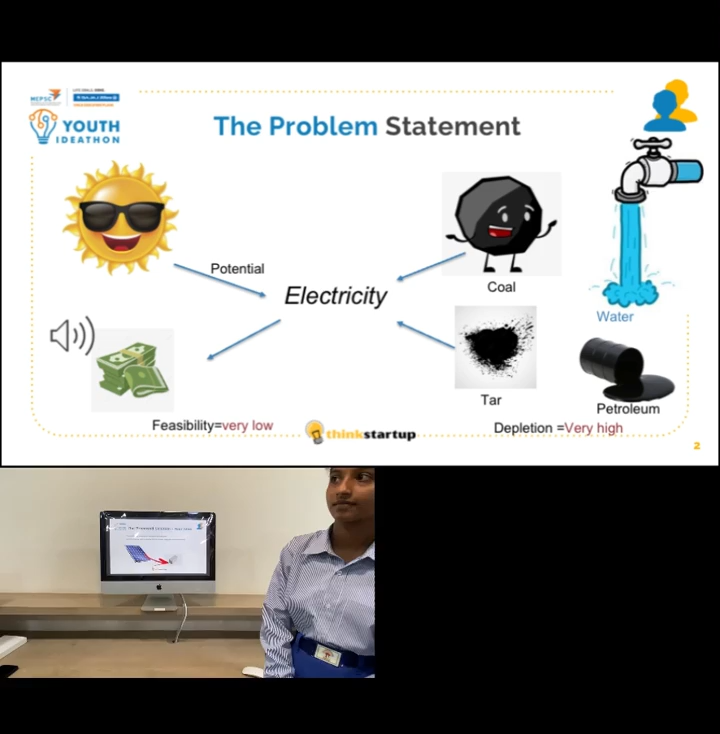 MEPSC
YOUTH
IDEATHON
The Problem Statement
Potential
Electricity
Coal
Water
Tar
Petroleum
Feasibility=very low
thinkstartup
Depletion =Very high
2